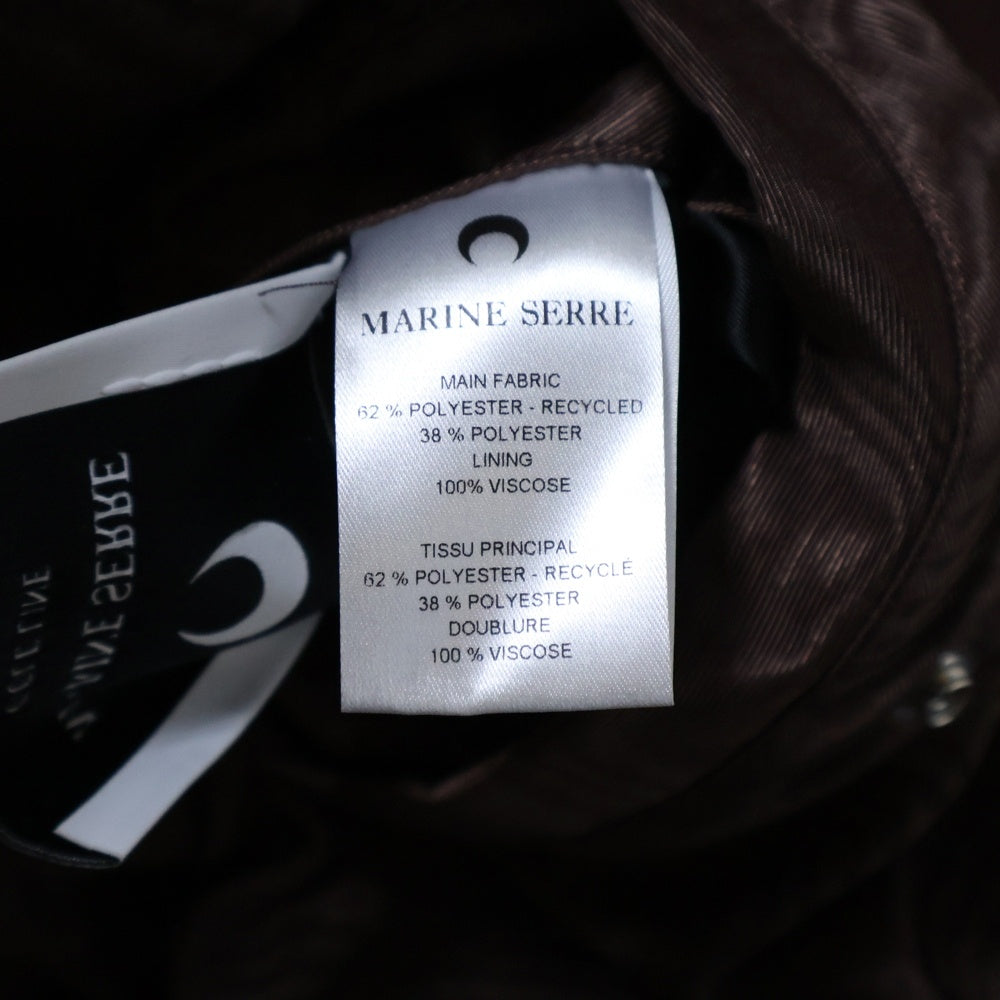 MARINE SERRE
MAIN FABRIC
62 % POLYESTER - RECYCLED
38 % POLYESTER
LINING
100% VISCOSE
TISSU PRINCIPAL
62 % POLYESTER - RECYCLÉ
38 % POLYESTER
DOUBLURE
100 % VISCOSE
SERRE